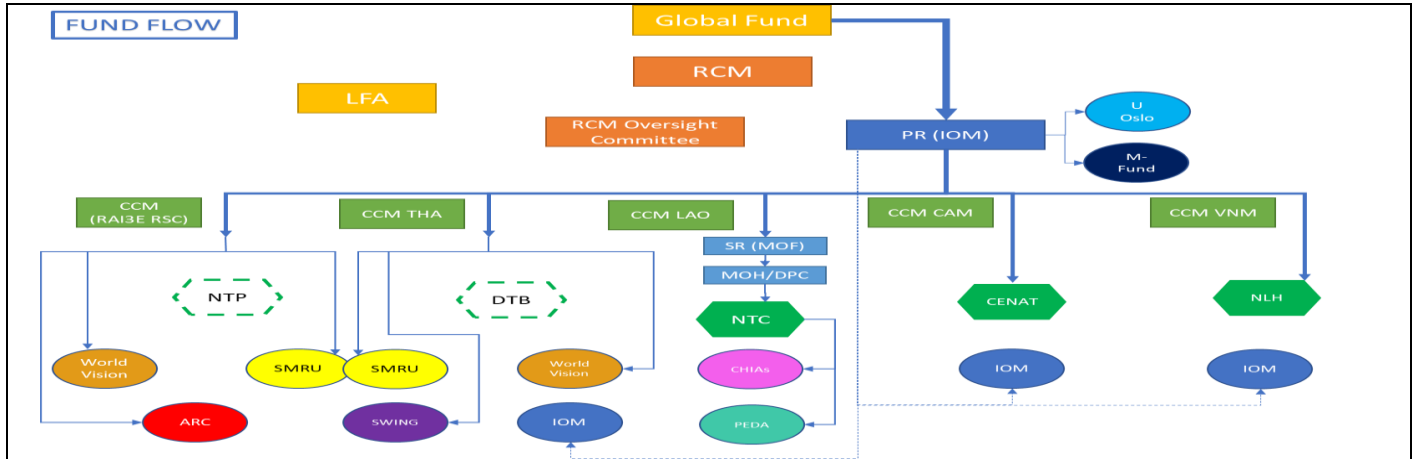 FUND FLOW
Global Fund
RCM
LFA
RCM Oversight
Committee
PR (IOM)
U
Oslo
M-
Fund
CCM
(RAI3E RSC)
CCM THA
CCM LAO
CCM CAM
CCM VNM
SR (MOF)
MOH/DPC
NTP
DTB
NTC
CENAT
NLH
World
Vision
SMRU
SMRU
World
Vision
CHIAs
IOM
IOM
ARC
SWING
IOM
PEDA